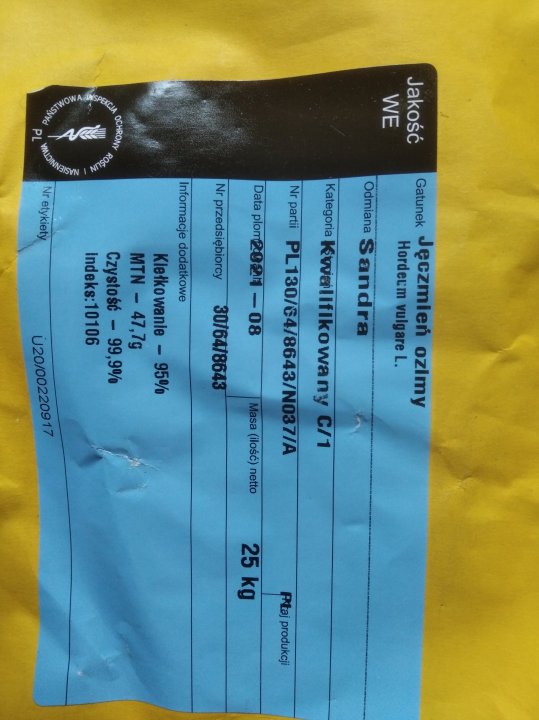 Jakość
WE
PAŃSTWOWA INSPEKCJA OCHRONY ROŚLIN I NASIENNICTWA
PL
Gatunek Jęczmień ozimy
Hordeum vulgare L.
Odmiana Sandra
Kategoria Kwalifikowany C/1
Nr partii PL130/64/8643/N037/A
Kraj produkcji PL
Data 2021-08
Masa (ilość) netto 25 kg
Nr przedsiębiorcy 30/64/8643
Informacje dodatkowe
Kiełkowanie - 95%
MTN - 47,7g
Czystość - 99,9%
Indeks:10106
Nr etykiety U20/00220917